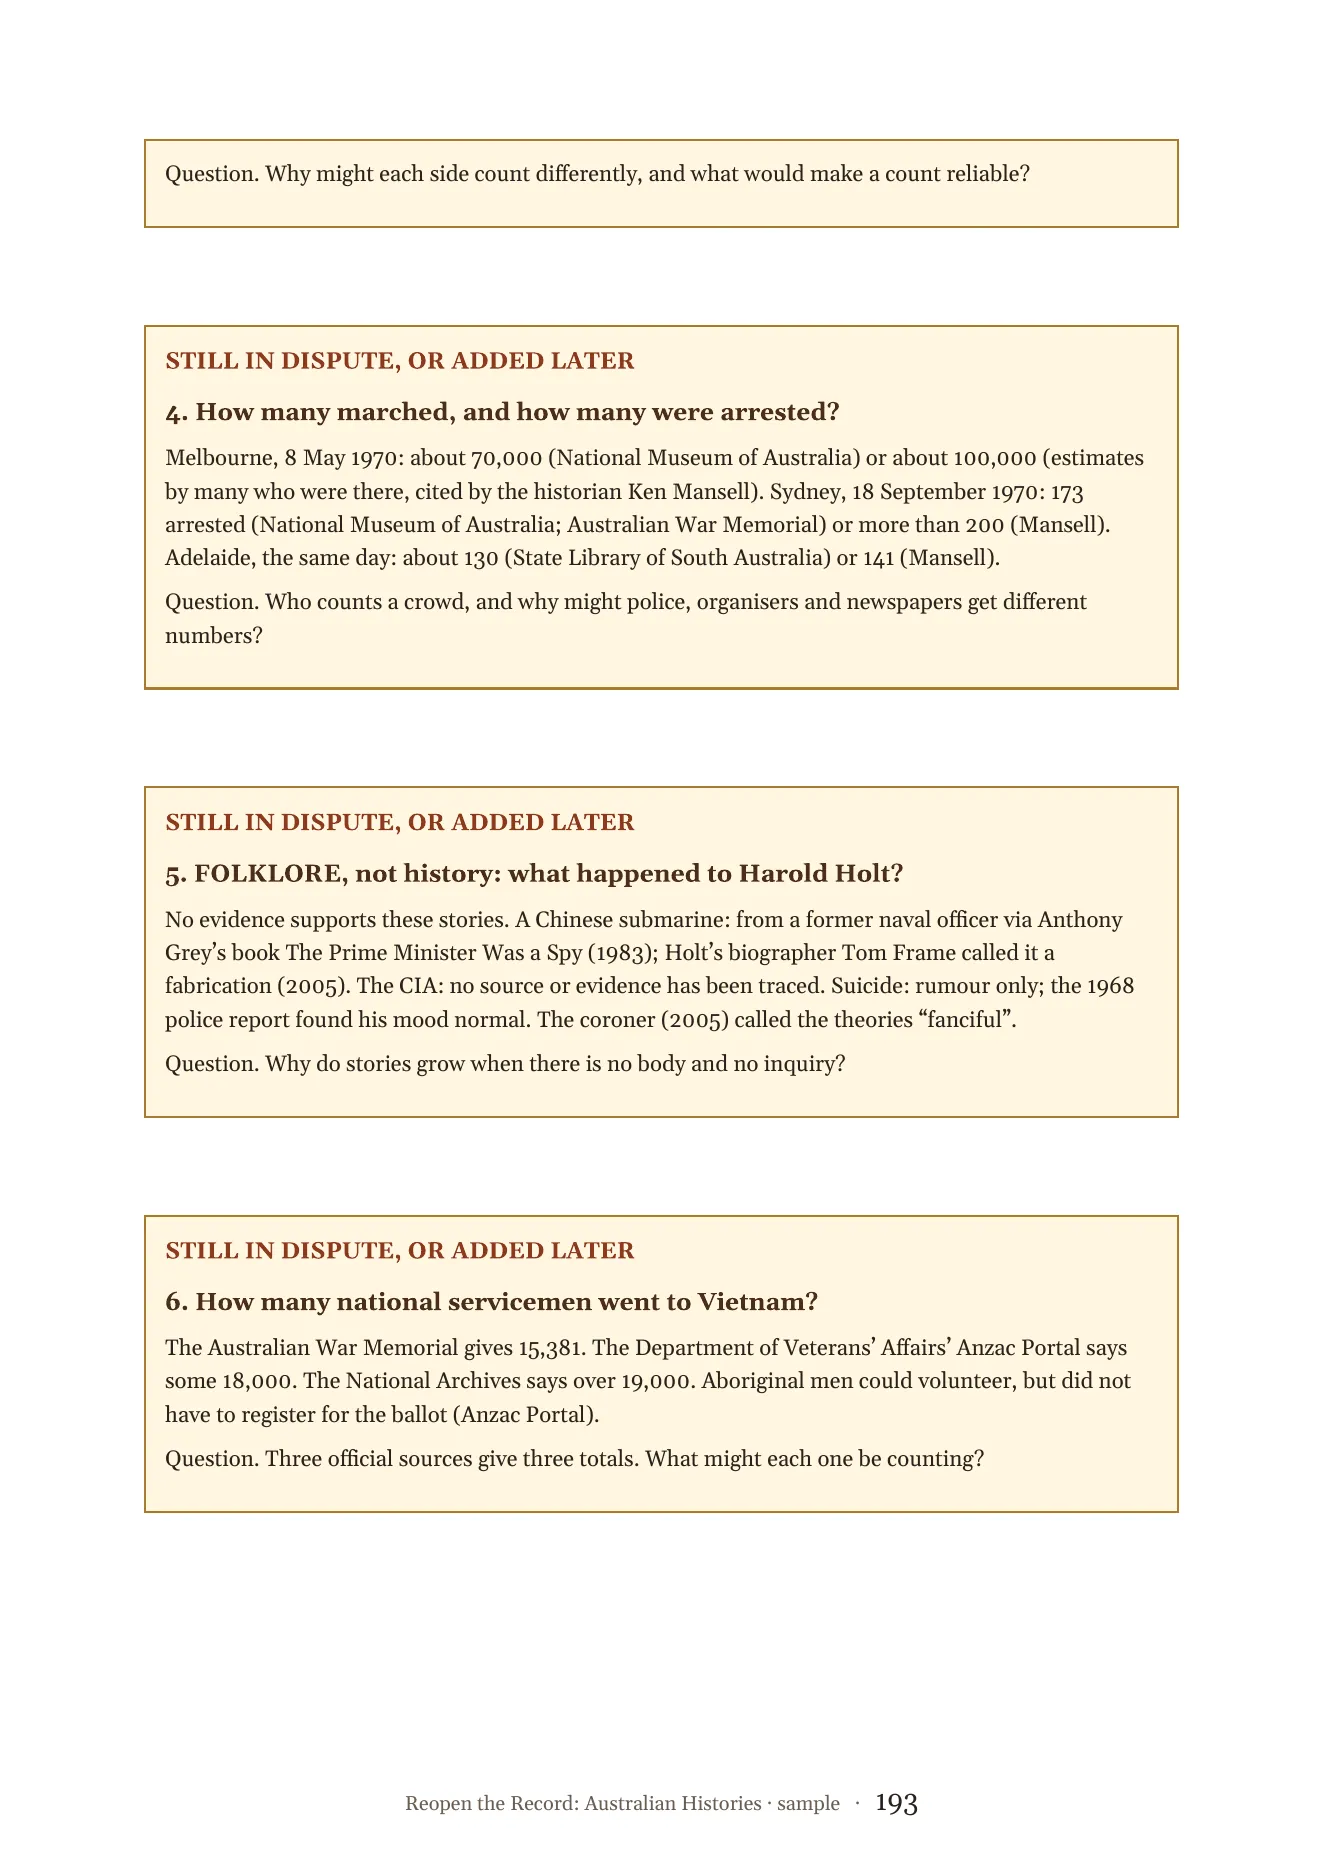 Question. Why might each side count differently, and what would make a count reliable?
STILL IN DISPUTE, OR ADDED LATER
4. How many marched, and how many were arrested?
Melbourne, 8 May 1970: about 70,000 (National Museum of Australia) or about 100,000 (estimates
by many who were there, cited by the historian Ken Mansell). Sydney, 18 September 1970: 173
arrested (National Museum of Australia; Australian War Memorial) or more than 200 (Mansell).
Adelaide, the same day: about 130 (State Library of South Australia) or 141 (Mansell).
Question. Who counts a crowd, and why might police, organisers and newspapers get different
numbers?
STILL IN DISPUTE, OR ADDED LATER
5. FOLKLORE, not history: what happened to Harold Holt?
No evidence supports these stories. A Chinese submarine: from a former naval officer via Anthony
Grey’s book The Prime Minister Was a Spy (1983); Holt’s biographer Tom Frame called it a
fabrication (2005). The CIA: no source or evidence has been traced. Suicide: rumour only; the 1968
police report found his mood normal. The coroner (2005) called the theories “fanciful”.
Question. Why do stories grow when there is no body and no inquiry?
STILL IN DISPUTE, OR ADDED LATER
6. How many national servicemen went to Vietnam?
The Australian War Memorial gives 15,381. The Department of Veterans’ Affairs’ Anzac Portal says
some 18,000. The National Archives says over 19,000. Aboriginal men could volunteer, but did not
have to register for the ballot (Anzac Portal).
Question. Three official sources give three totals. What might each one be counting?
Reopen the Record: Australian Histories · sample · 193